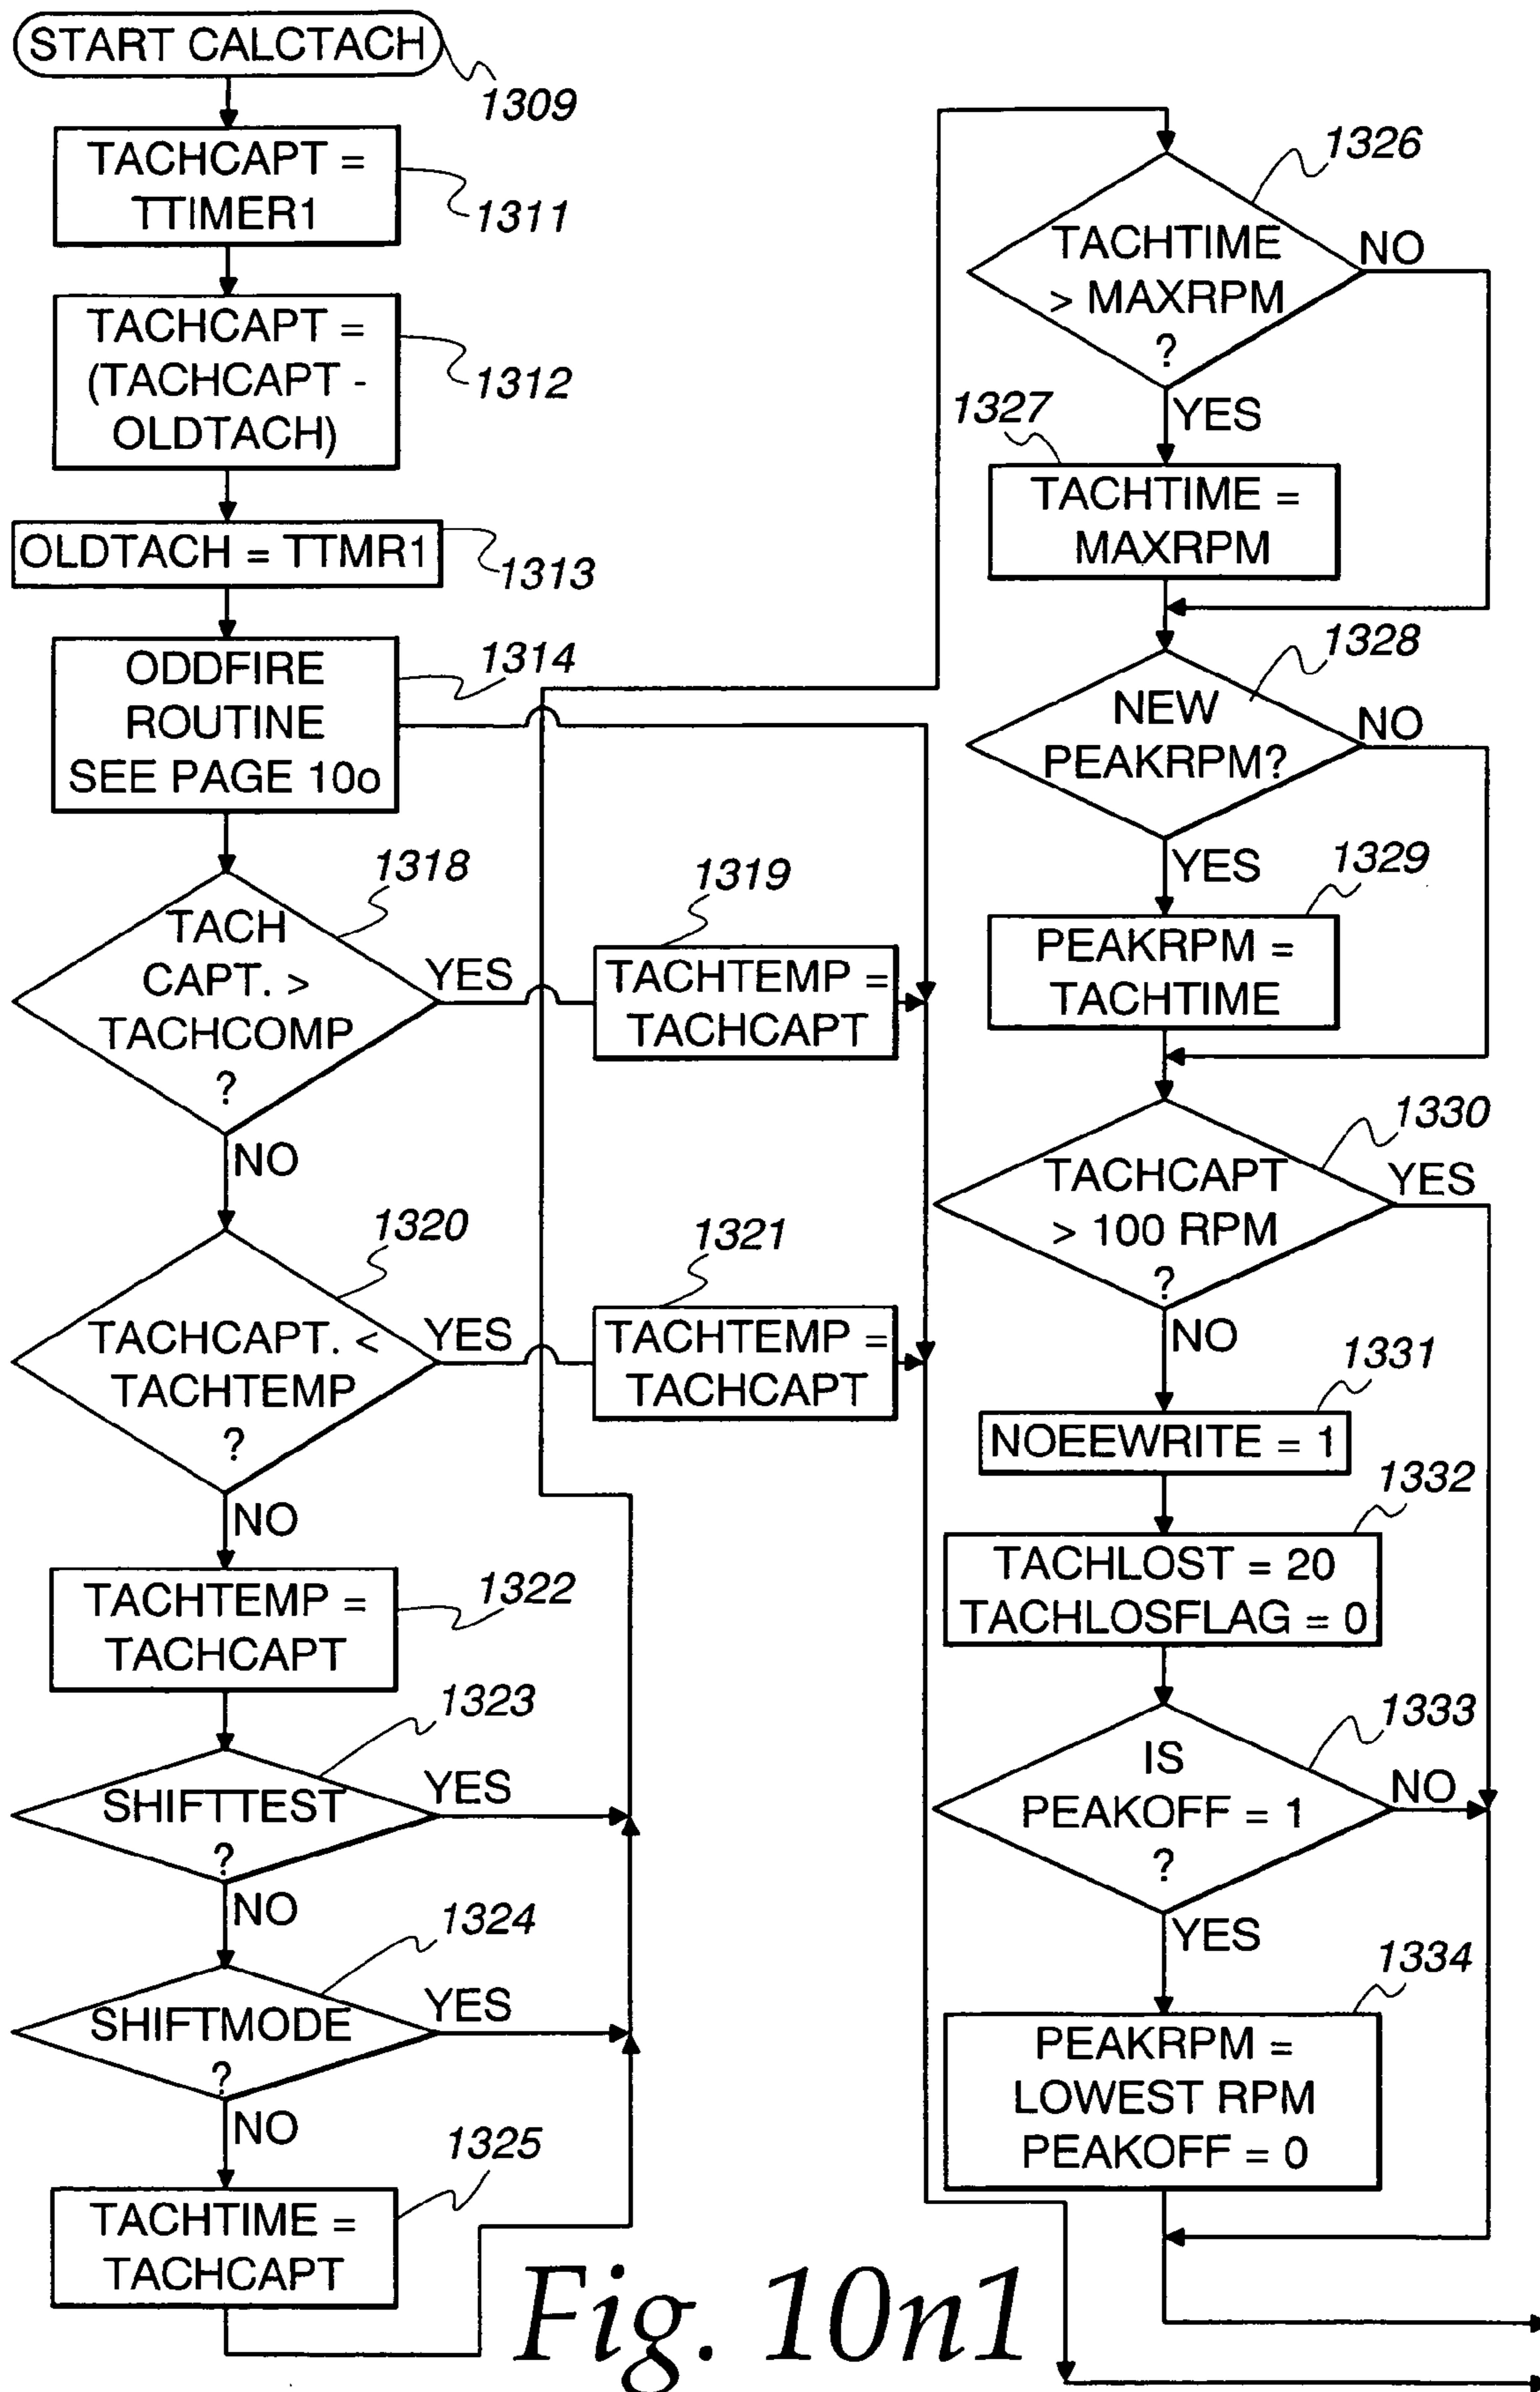 START CALCTACH
1309
TACHCAPT =
TTIMER1
1311
TACHCAPT =
(TACHCAPT -
OLDTACH)
1312
OLDTACH = TTMR1
1313
ODDFIRE
ROUTINE
SEE PAGE 10o
1314
TACH
CAPT. >
TACHCOMP
?
1318
YES
NO
TACHTEMP =
TACHCAPT
1319
TACHCAPT. <
TACHTEMP
?
1320
YES
NO
TACHTEMP =
TACHCAPT
1321
TACHTEMP =
TACHCAPT
1322
SHIFTTEST
?
1323
YES
NO
SHIFTMODE
?
1324
YES
NO
TACHTIME =
TACHCAPT
1325
TACHTIME
> MAXRPM
?
1326
NO
YES
1327
TACHTIME =
MAXRPM
NEW
PEAKRPM?
1328
NO
YES
PEAKRPM =
TACHTIME
1329
TACHCAPT
> 100 RPM
?
1330
YES
NO
NOEEWRITE = 1
1331
TACHLOST = 20
TACHLOSFLAG = 0
1332
IS
PEAKOFF = 1
?
1333
NO
YES
PEAKRPM =
LOWEST RPM
PEAKOFF = 0
1334
Fig. 10n1